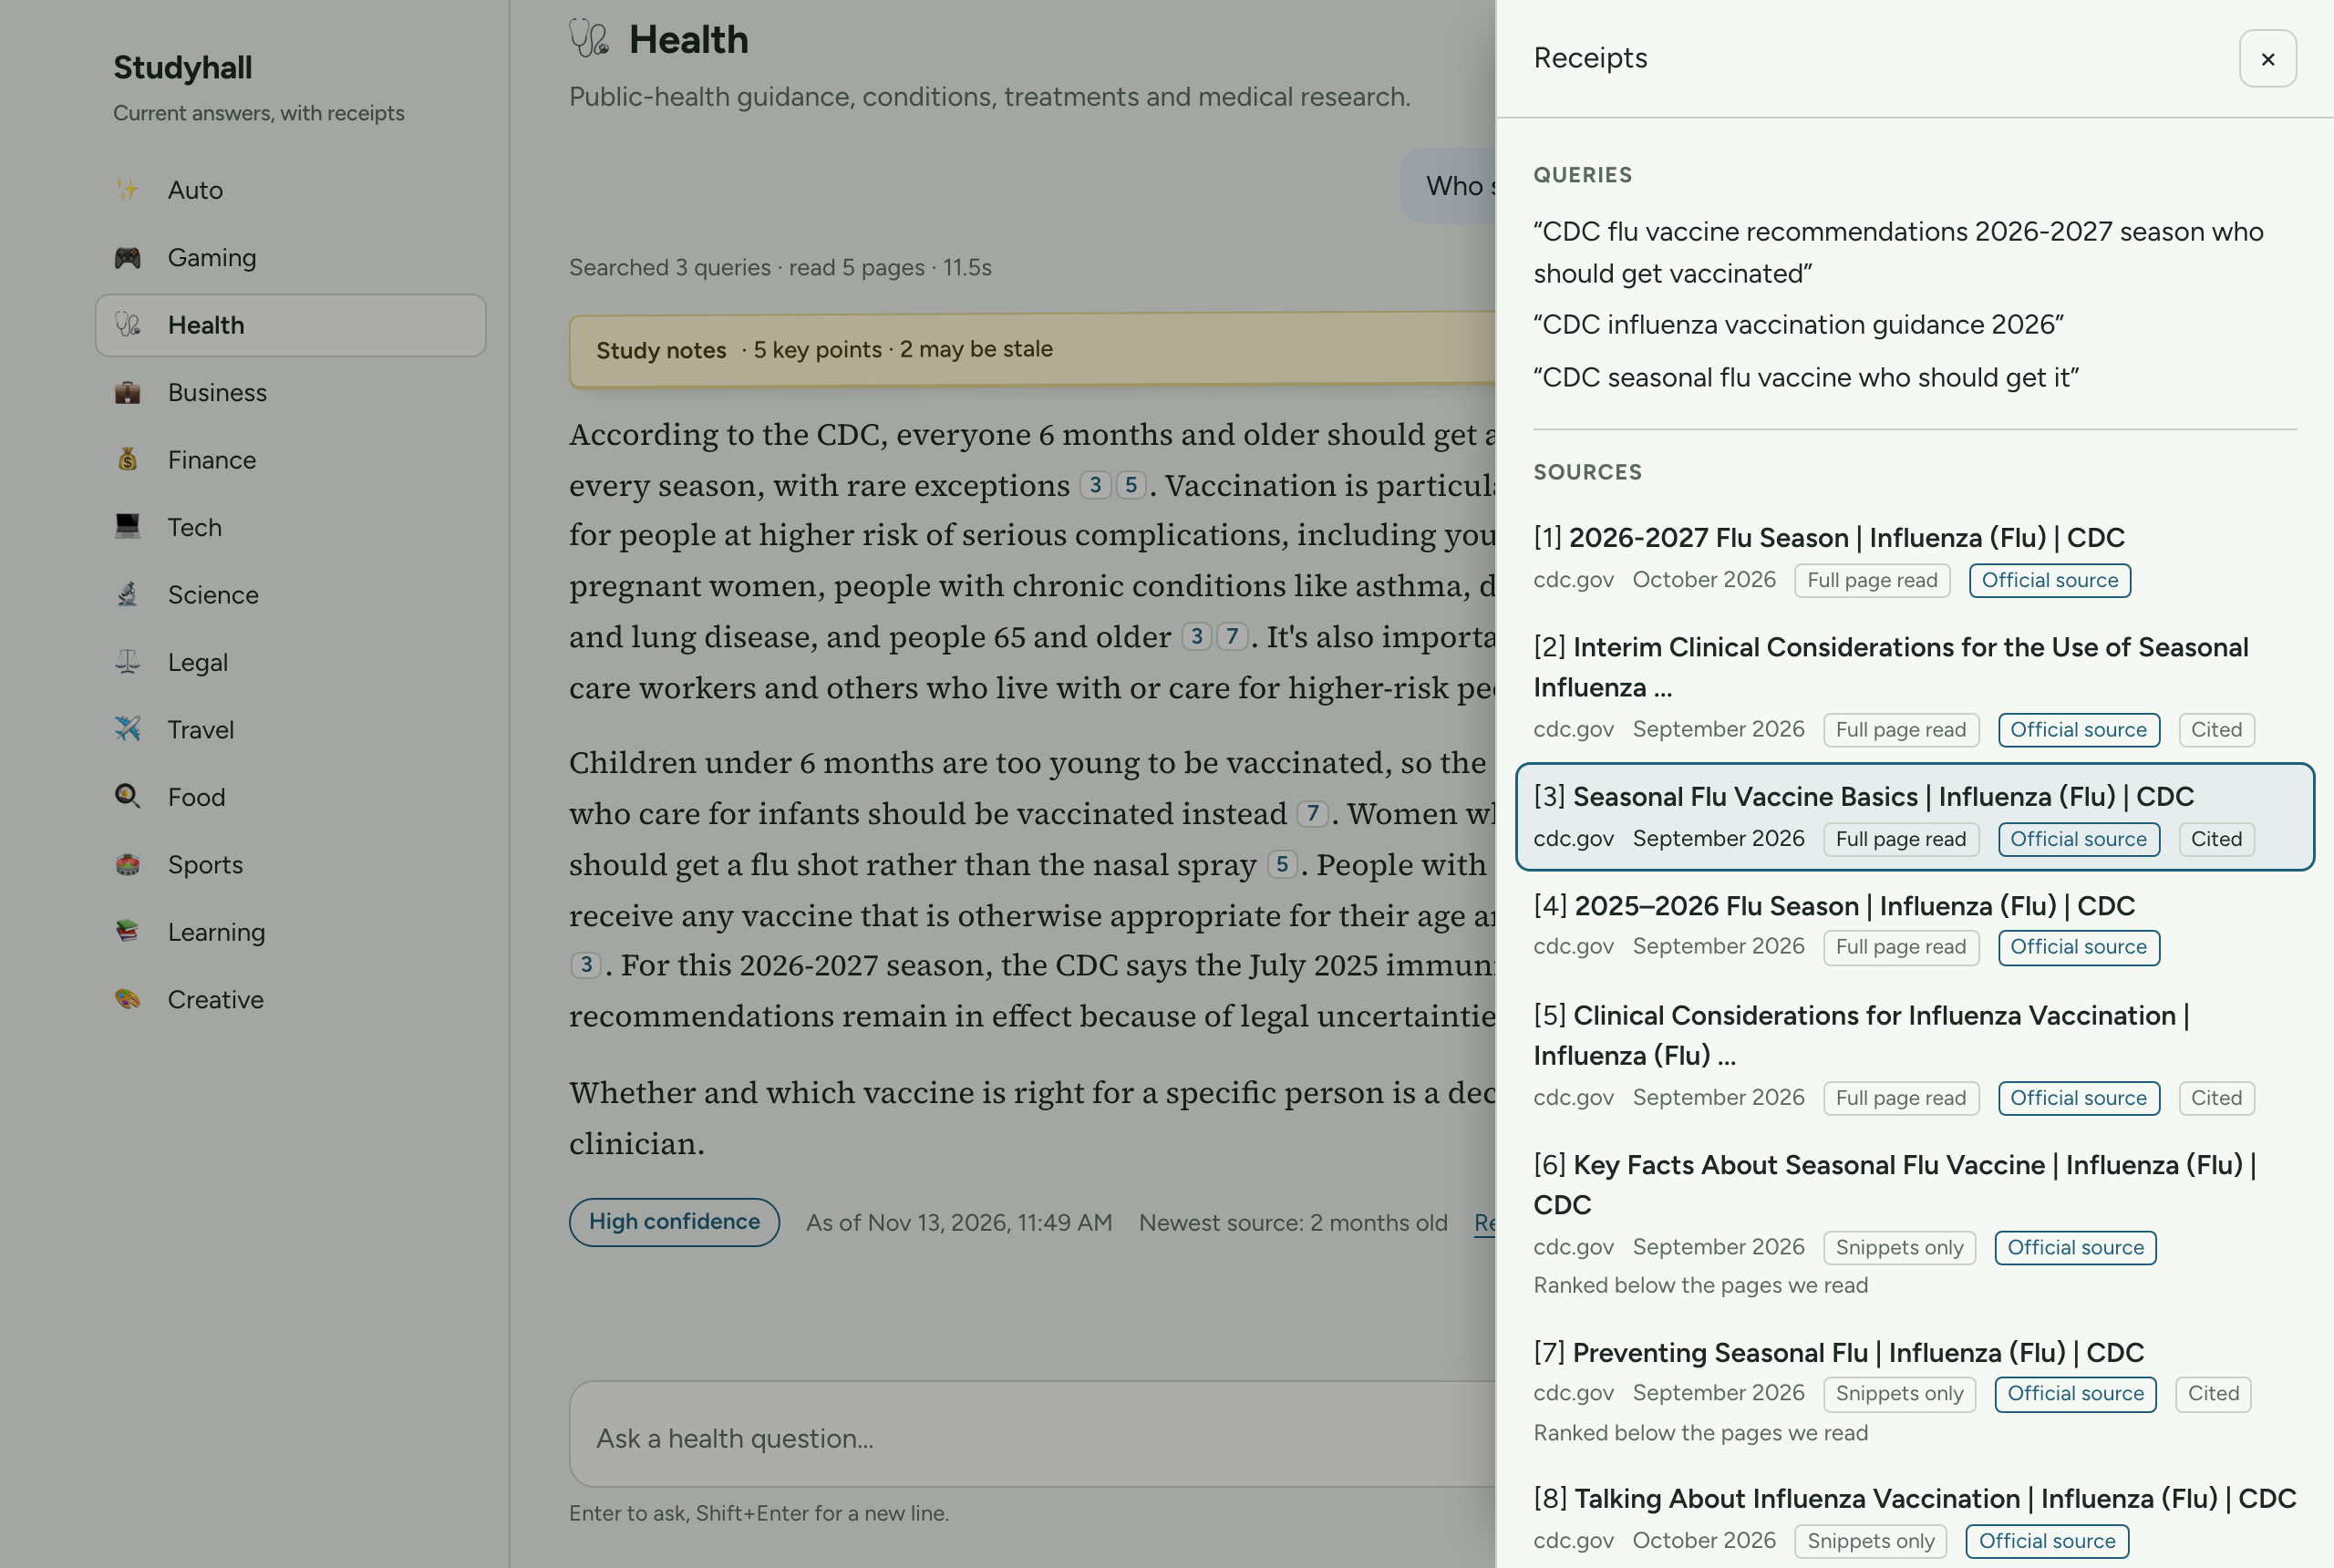 Studyhall
Current answers, with receipts
Auto
Gaming
Health
Business
Finance
Tech
Science
Legal
Travel
Food
Sports
Learning
Creative
Health
Public-health guidance, conditions, treatments and medical research.
Who
Searched 3 queries · read 5 pages · 11.5s
Study notes · 5 key points · 2 may be stale
According to the CDC, everyone 6 months and older should get
every season, with rare exceptions 3 5. Vaccination is
for people at higher risk of serious complications, including
pregnant women, people with chronic conditions like asthma,
and lung disease, and people 65 and older 3 7. It's also
care workers and others who live with or care for higher-risk
Children under 6 months are too young to be vaccinated, so the
who care for infants should be vaccinated instead 7. Women
should get a flu shot rather than the nasal spray 5. People with
receive any vaccine that is otherwise appropriate for their age
3. For this 2026-2027 season, the CDC says the July 2025
recommendations remain in effect because of legal
Whether and which vaccine is right for a specific person is a
clinician.
High confidence As of Nov 13, 2026, 11:49 AM Newest source: 2 months old
Ask a health question...
Enter to ask, Shift+Enter for a new line.
Receipts
×
QUERIES
“CDC flu vaccine recommendations 2026-2027 season who
should get vaccinated”
“CDC influenza vaccination guidance 2026”
“CDC seasonal flu vaccine who should get it”
SOURCES
[1] 2026-2027 Flu Season | Influenza (Flu) | CDC
cdc.gov October 2026 Full page read Official source
[2] Interim Clinical Considerations for the Use of Seasonal
Influenza ...
cdc.gov September 2026 Full page read Official source Cited
[3] Seasonal Flu Vaccine Basics | Influenza (Flu) | CDC
cdc.gov September 2026 Full page read Official source Cited
[4] 2025–2026 Flu Season | Influenza (Flu) | CDC
cdc.gov September 2026 Full page read Official source
[5] Clinical Considerations for Influenza Vaccination |
Influenza (Flu) ...
cdc.gov September 2026 Full page read Official source Cited
[6] Key Facts About Seasonal Flu Vaccine | Influenza (Flu) |
CDC
cdc.gov September 2026 Snippets only Official source
Ranked below the pages we read
[7] Preventing Seasonal Flu | Influenza (Flu) | CDC
cdc.gov September 2026 Snippets only Official source Cited
Ranked below the pages we read
[8] Talking About Influenza Vaccination | Influenza (Flu) | CDC
cdc.gov October 2026 Snippets only Official source